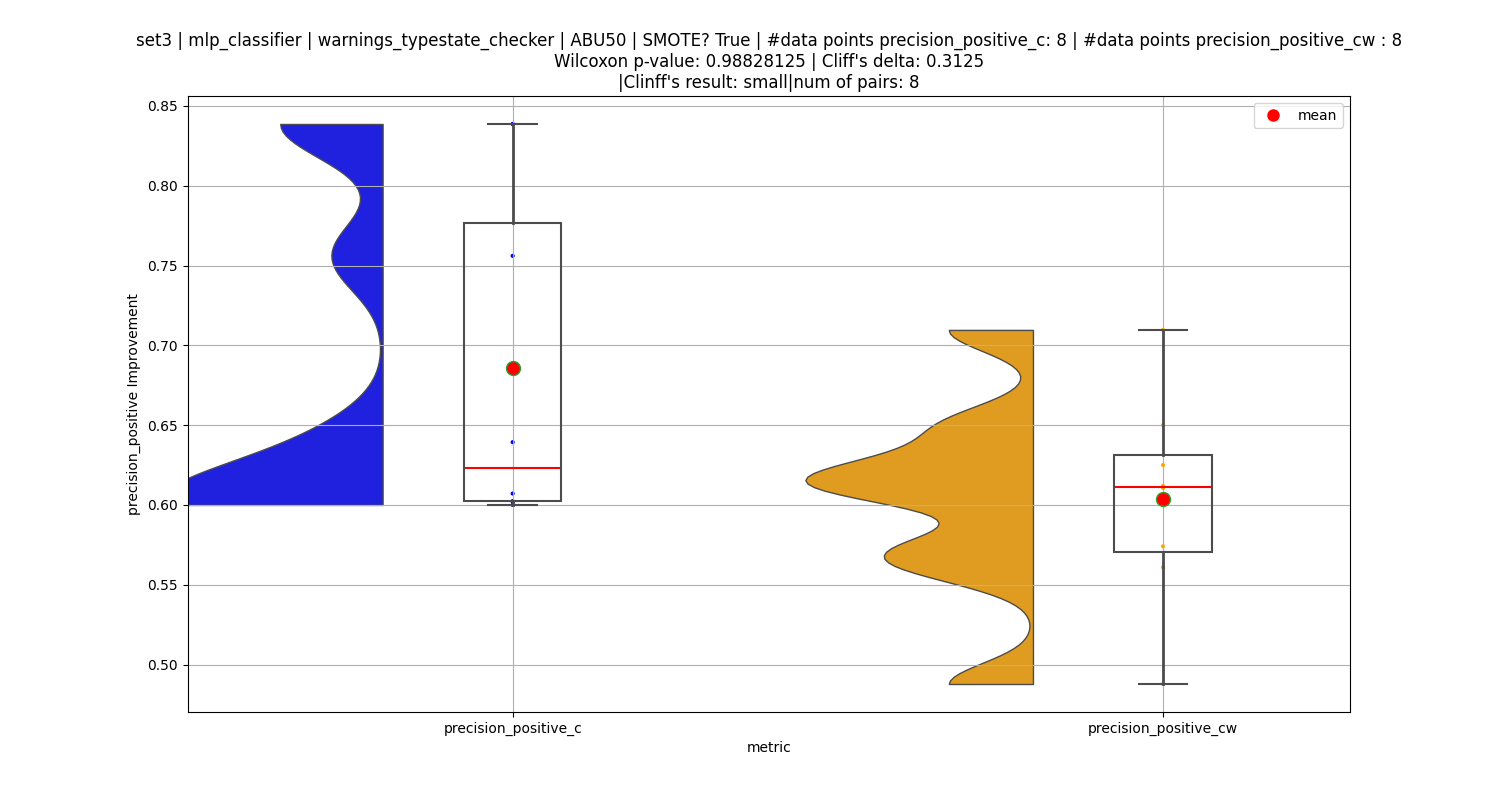 set3 | mlp_classifier | warnings_typestate_checker | ABU50 | SMOTE? True | #data points precision_positive_c: 8 | #data points precision_positive_cw : 8
Wilcoxon p-value: 0.98828125 | Cliff's delta: 0.3125
|Clinff's result: small|num of pairs: 8
mean
0.85
0.80
0.75
0.70
0.65
0.60
0.55
0.50
precision_positive Improvement
precision_positive_c
precision_positive_cw
metric